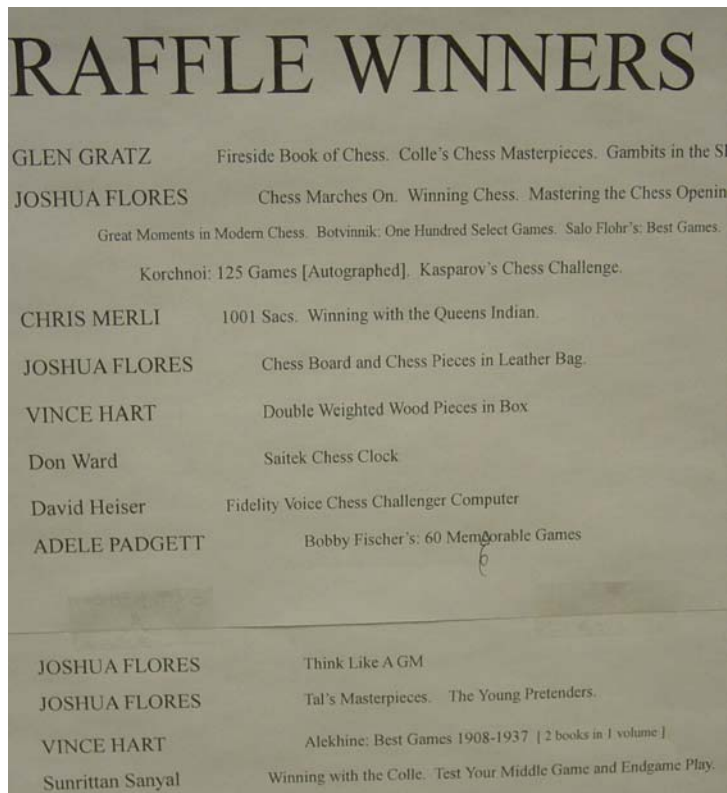 RAFFLE WINNERS
GLEN GRATZ Fireside Book of Chess. Colle's Chess Masterpieces. Gambits in the
JOSHUA FLORES Chess Marches On. Winning Chess. Mastering the Chess
Great Moments in Modern Chess. Botvinnik: One Hundred Select Games. Salo Flohr's: Best Games.
Korchnoi: 125 Games [Autographed]. Kasparov's Chess Challenge.
CHRIS MERLI 1001 Sacs. Winning with the Queens Indian.
JOSHUA FLORES Chess Board and Chess Pieces in Leather Bag.
VINCE HART Double Weighted Wood Pieces in Box
Don Ward Saitek Chess Clock
David Heiser Fidelity Voice Chess Challenger Computer
ADELE PADGETT Bobby Fischer's: 60 Memorable Games
JOSHUA FLORES Think Like A GM
JOSHUA FLORES Tal's Masterpieces. The Young Pretenders.
VINCE HART Alekhine: Best Games 1908-1937 [ 2 books in 1 volume ]
Sunrittan Sanyal Winning with the Colle. Test Your Middle Game and Endgame Play.